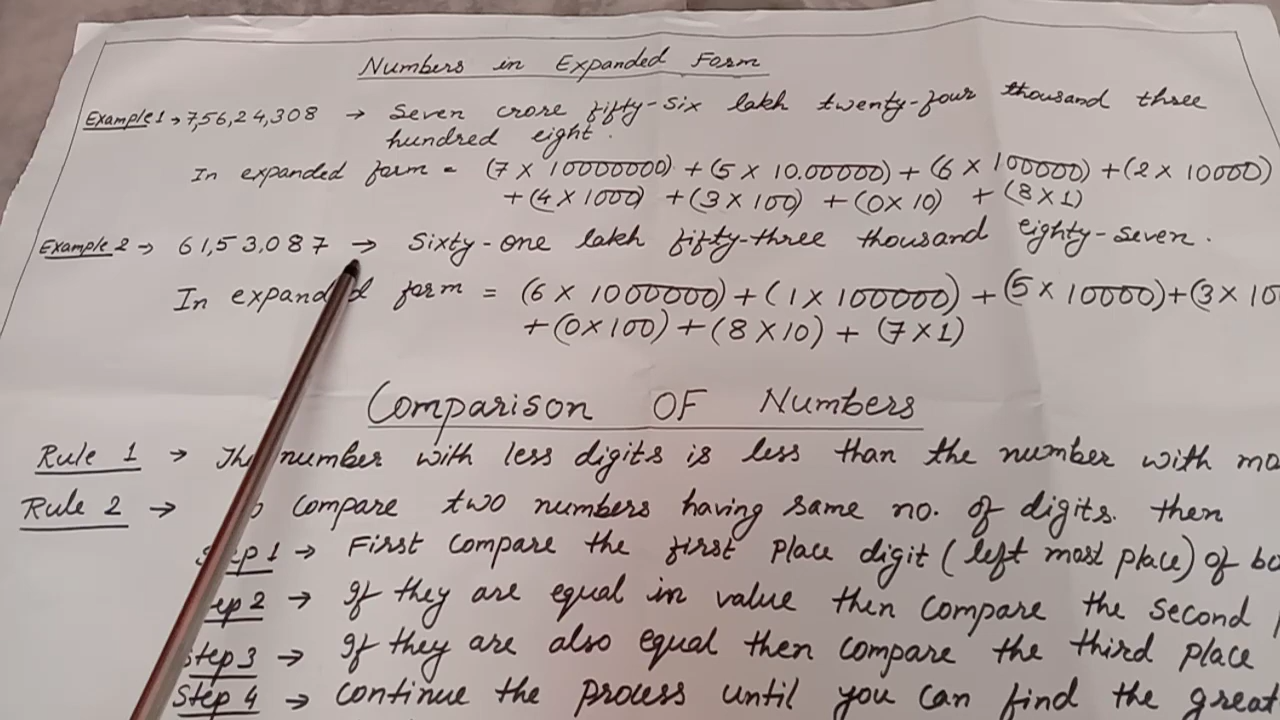 Numbers in Expanded Form
Example 1 → 7,56,24,308 → Seven crore fifty-six lakh twenty-four thousand three
hundred eight.
In expanded form = (7 × 10000000) + (5 × 10,00000) + (6 × 100000) + (2 × 10000)
+ (4 × 1000) + (3 × 100) + (0 × 10) + (8 × 1)
Example 2 → 61,53,087 → Sixty-one lakh fifty-three thousand eighty-seven.
In expanded form = (6 × 1000000) + (1 × 100000) + (5 × 10000) + (3 × 10
+ (0 × 100) + (8 × 10) + (7 × 1)
Comparison OF Numbers
Rule 1 → The number with less digits is less than the number with mo
Rule 2 → compare two numbers having same no. of digits. then
Step 1 → First compare the first place digit (left most place) of bo
Step 2 → If they are equal in value then compare the second
Step 3 → If they are also equal then compare the third place
Step 4 → continue the process until you can find the great